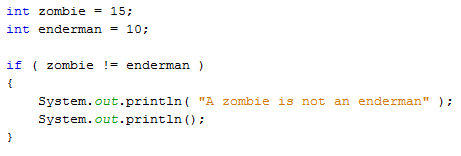 int zombie = 15;
int enderman = 10;

if ( zombie != enderman )
{
    System.out.println( "A zombie is not an enderman" );
    System.out.println();
}